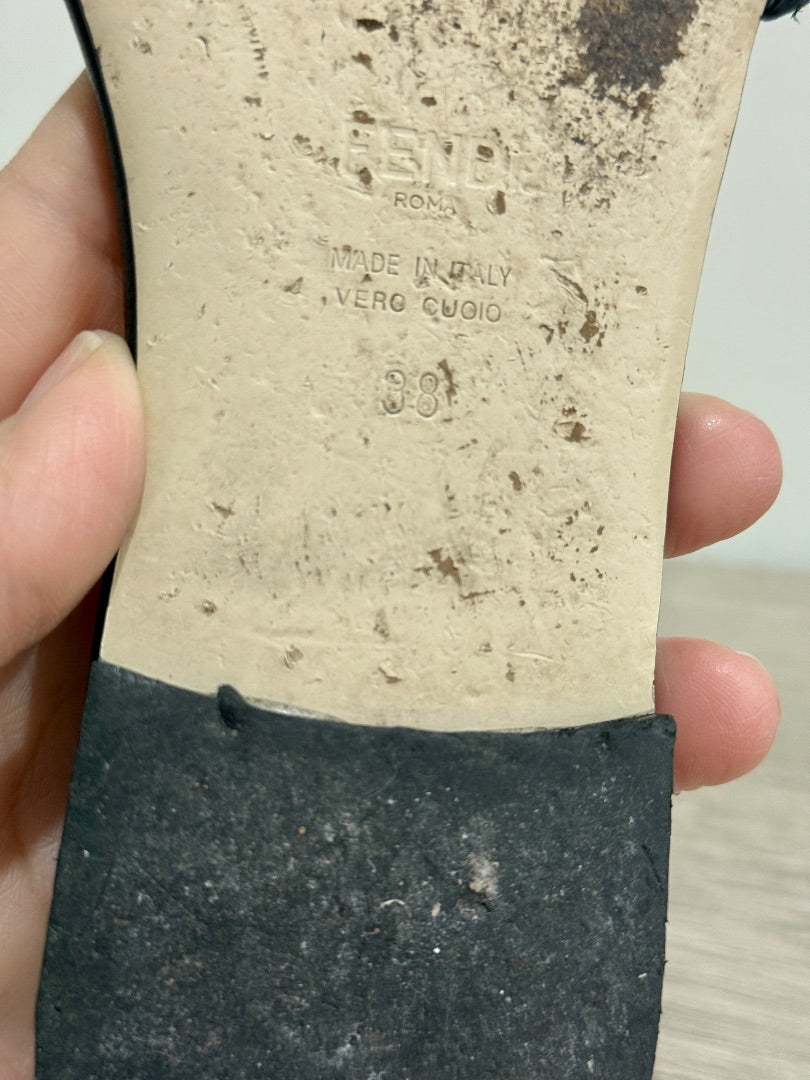 FENDI
ROMA
MADE IN ITALY
VERO CUOIO
38